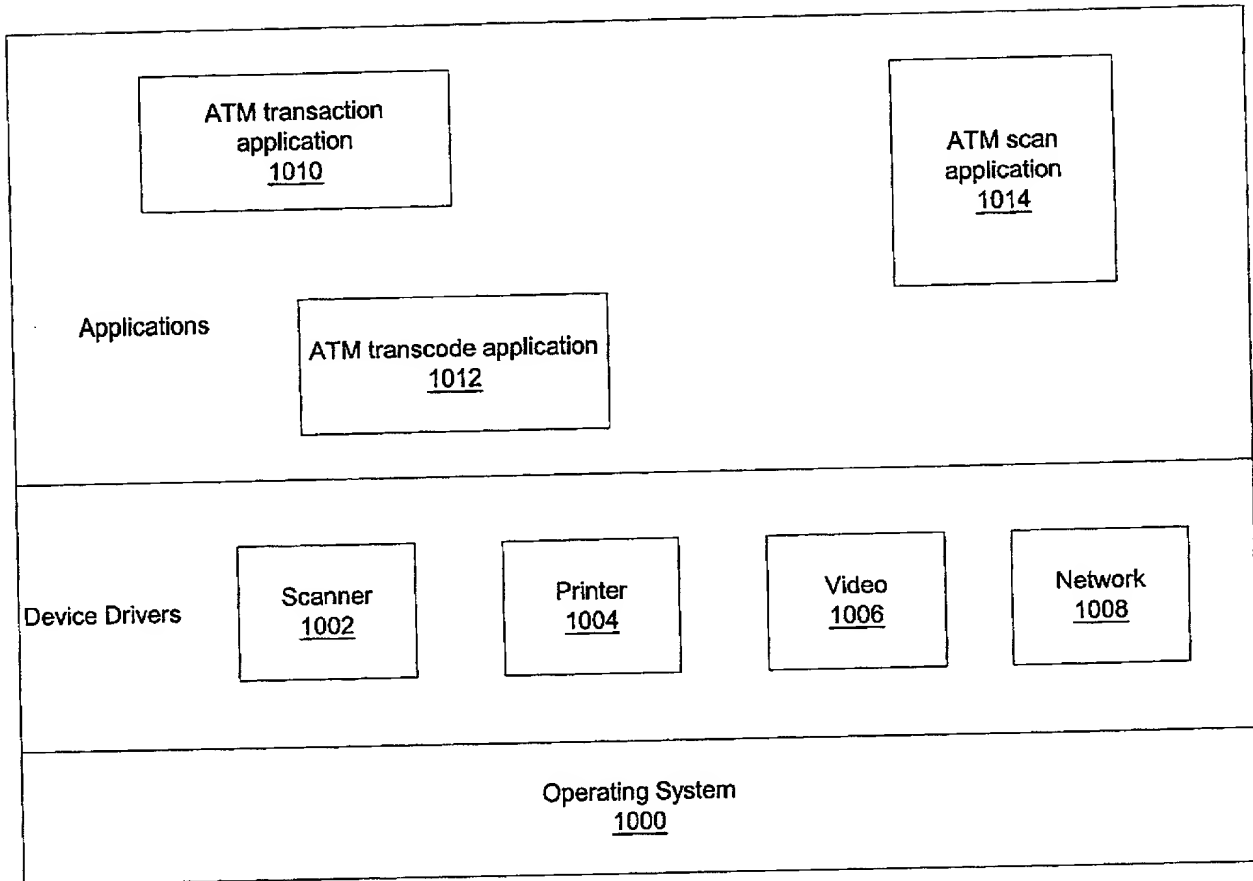 ATM transaction
application
1010
ATM scan
application
1014
Applications
ATM transcode application
1012
Device Drivers
Scanner
1002
Printer
1004
Video
1006
Network
1008
Operating System
1000